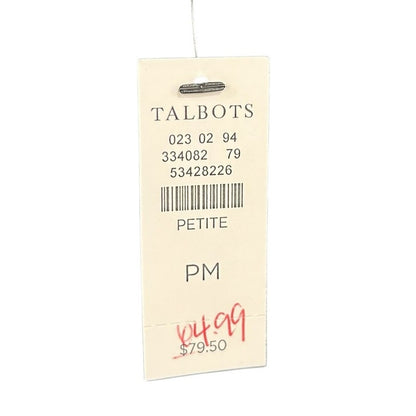 TALBOTS
023 02 94
334082 79
53428226
PETITE
PM
$79.50